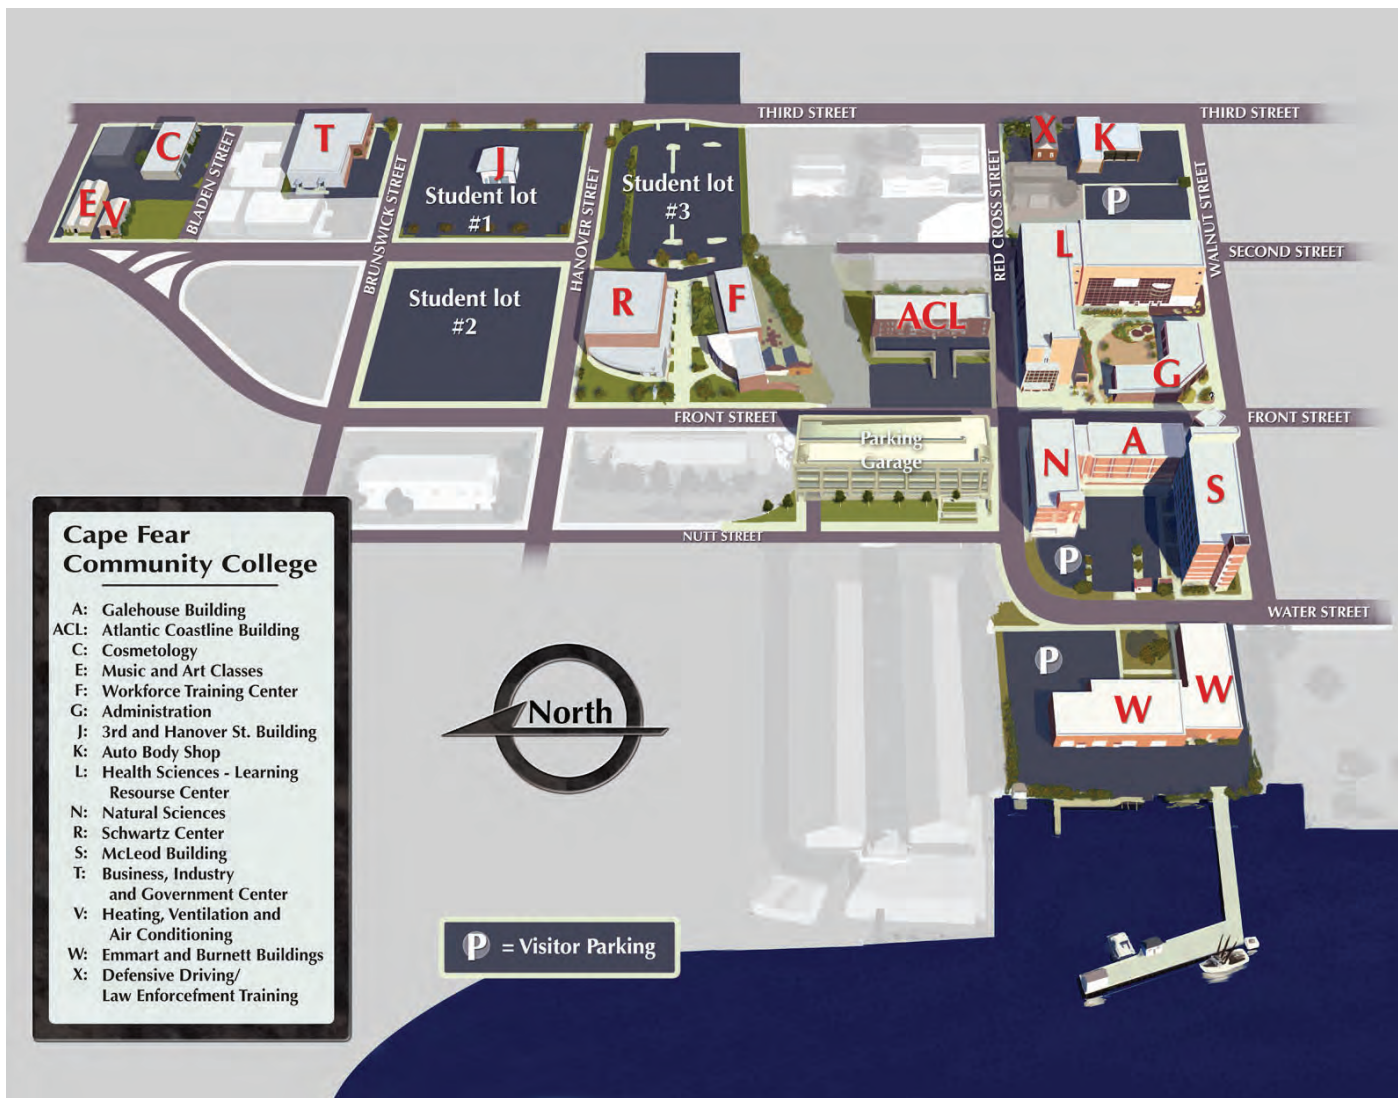 THIRD STREET
THIRD STREET
C
T
J
X
K
E
V
BLADEN STREET
BRUNSWICK STREET
HANOVER STREET
RED CROSS STREET
WALNUT STREET
Student lot
#1
Student lot
#3
P
L
SECOND STREET
Student lot
#2
R
F
ACL
G
FRONT STREET
FRONT STREET
Parking
Garage
N
A
S
NUTT STREET
P
WATER STREET
P
W
W
North
Cape Fear
Community College
A: Galehouse Building
ACL: Atlantic Coastline Building
C: Cosmetology
E: Music and Art Classes
F: Workforce Training Center
G: Administration
J: 3rd and Hanover St. Building
K: Auto Body Shop
L: Health Sciences - Learning
Resourse Center
N: Natural Sciences
R: Schwartz Center
S: McLeod Building
T: Business, Industry
and Government Center
V: Heating, Ventilation and
Air Conditioning
W: Emmart and Burnett Buildings
X: Defensive Driving/
Law Enforcefment Training
P = Visitor Parking